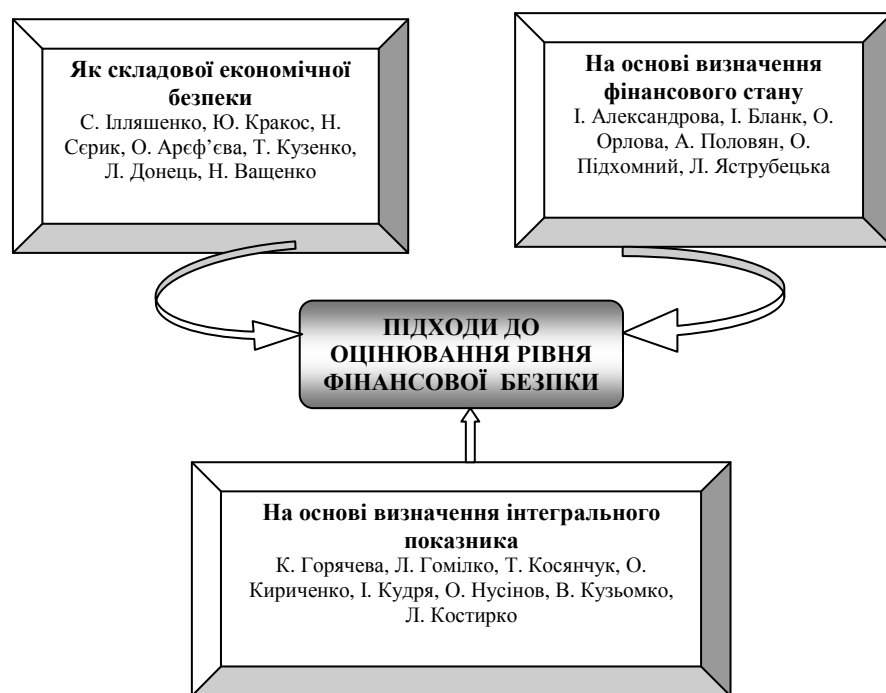 Як складової економічної
безпеки
С. Ілляшенко, Ю. Кракос, Н.
Сєрик, О. Арєф’єва, Т. Кузенко,
Л. Донець, Н. Ващенко
На основі визначення
фінансового стану
І. Александрова, І. Бланк, О.
Орлова, А. Половян, О.
Підхомний, Л. Яструбецька
ПІДХОДИ ДО
ОЦІНЮВАННЯ РІВНЯ
ФІНАНСОВОЇ БЕЗПКИ
На основі визначення інтегрального
показника
К. Горячева, Л. Гомілко, Т. Косянчук, О.
Кириченко, І. Кудря, О. Нусінов, В. Кузьомко,
Л. Костирко